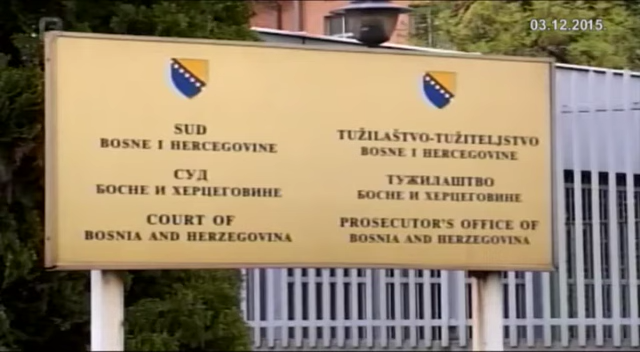 03.12.2015.
SUD
BOSNE I HERCEGOVINE
СУД
БОСНЕ И ХЕРЦЕГОВИНЕ
COURT OF
BOSNIA AND HERZEGOVINA
TUŽILAŠTVO-TUŽITELJSTVO
BOSNE I HERCEGOVINE
ТУЖИЛАШТВО
БОСНЕ И ХЕРЦЕГОВИНЕ
PROSECUTOR'S OFFICE OF
BOSNIA AND HERZEGOVINA